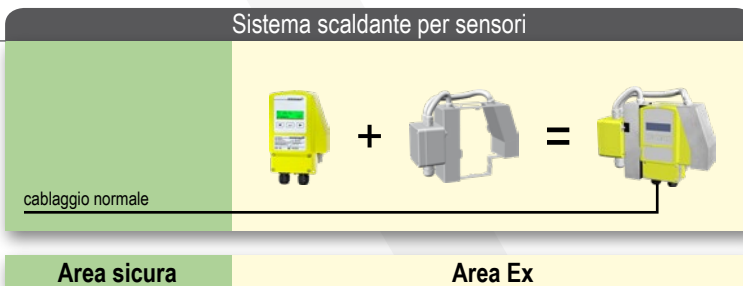 Sistema scaldante per sensori
+
=
cablaggio normale
Area sicura
Area Ex